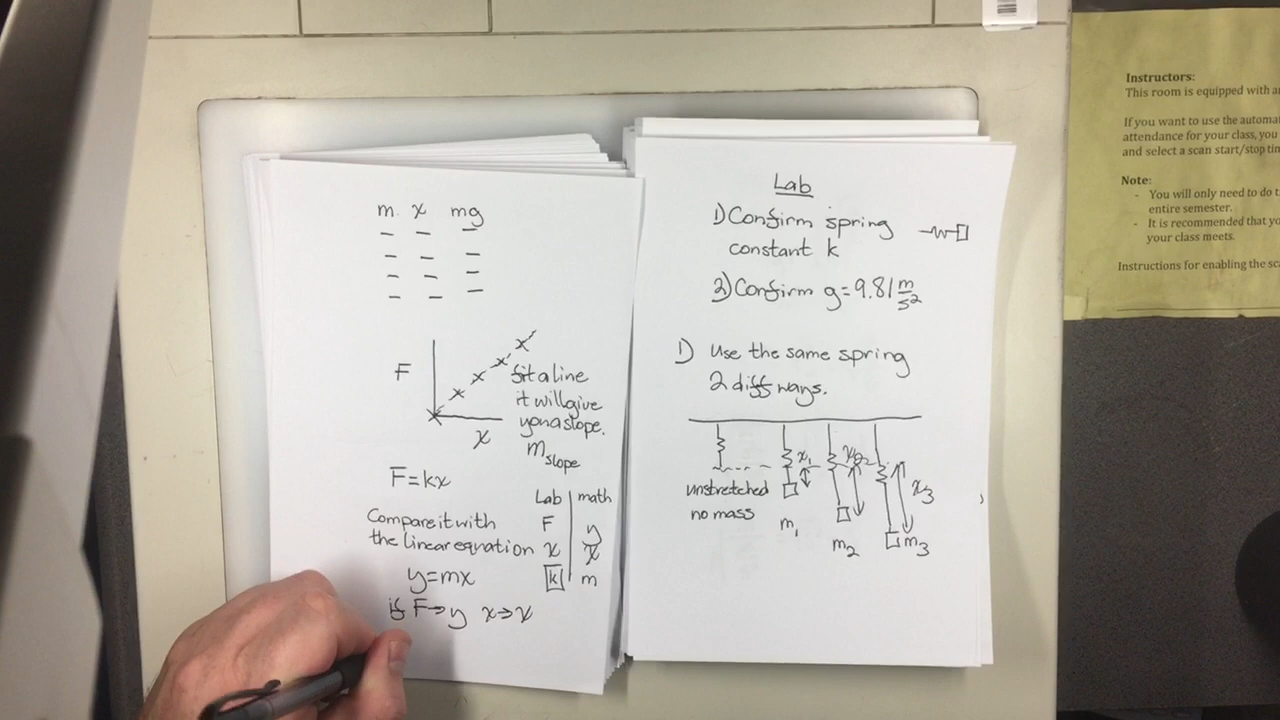 m. x mg
F
fit a line
it will give
you a slope.
m slope
x
F=kx
Compare it with
the linear equation
y=mx
if F→y x→x
Lab math
F y
x x
k m
Lab
1) Confirm spring
constant k
2) Confirm g=9.81 m/s²
1) Use the same spring
2 diff ways.
unstretched
no mass
x₁
x₂
x₃
m₁
m₂
m₃
Instructors:
This room is equipped with
If you want to use the
attendance for your class, you
and select a scan start/stop
Note:
- You will only need to do
entire semester.
- It is recommended that
your class meets.
Instructions for enabling the